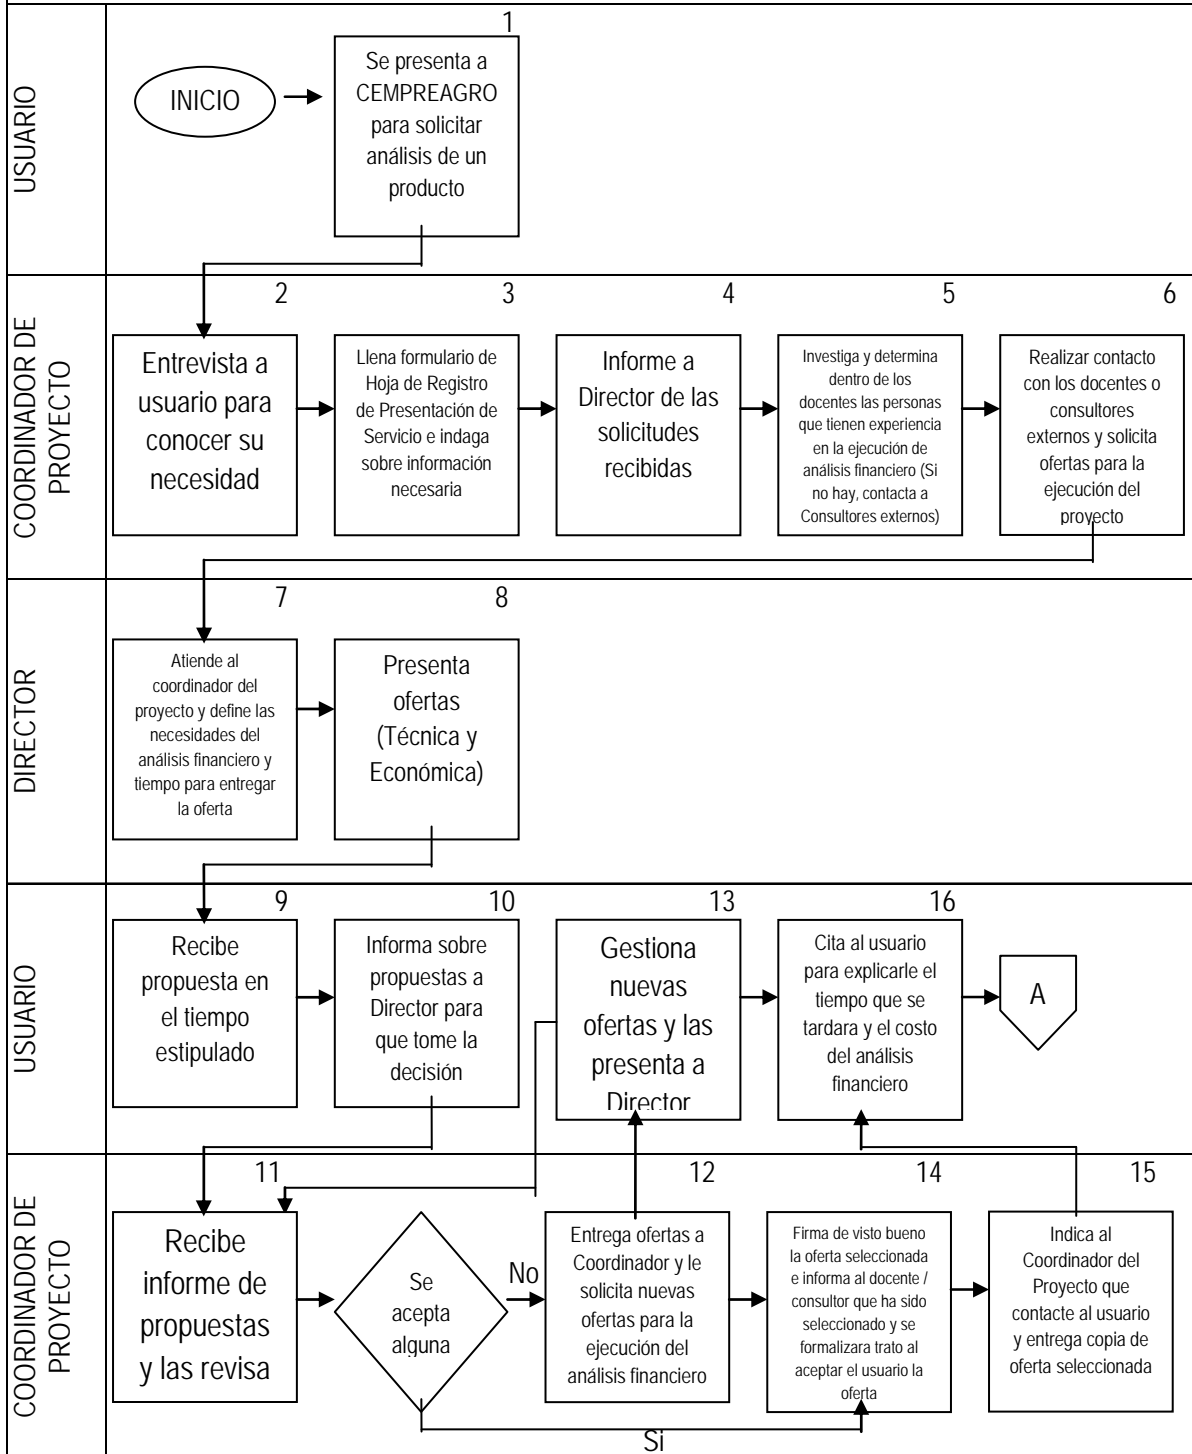 USUARIO
INICIO
1
Se presenta a
CEMPREAGRO
para solicitar
análisis de un
producto
COORDINADOR DE
PROYECTO
2
Entrevista a
usuario para
conocer su
necesidad
3
Llena formulario de
Hoja de Registro
de Presentación de
Servicio e indaga
sobre información
necesaria
4
Informe a
Director de las
solicitudes
recibidas
5
Investiga y determina
dentro de los
docentes las personas
que tienen experiencia
en la ejecución de
análisis financiero (Si
no hay, contacta a
Consultores externos)
6
Realizar contacto
con los docentes o
consultores
externos y solicita
ofertas para la
ejecución del
proyecto
DIRECTOR
7
Atiende al
coordinador del
proyecto y define las
necesidades del
análisis financiero y
tiempo para entregar
la oferta
8
Presenta
ofertas
(Técnica y
Económica)
USUARIO
9
Recibe
propuesta en
el tiempo
estipulado
10
Informa sobre
propuestas a
Director para
que tome la
decisión
13
Gestiona
nuevas
ofertas y las
presenta a
Director
16
Cita al usuario
para explicarle el
tiempo que se
tardara y el costo
del análisis
financiero
A
COORDINADOR DE
PROYECTO
11
Recibe
informe de
propuestas
y las revisa
Se
acepta
alguna
No
Si
12
Entrega ofertas a
Coordinador y le
solicita nuevas
ofertas para la
ejecución del
análisis financiero
14
Firma de visto bueno
la oferta seleccionada
e informa al docente /
consultor que ha sido
seleccionado y se
formalizara trato al
aceptar el usuario la
oferta
15
Indica al
Coordinador del
Proyecto que
contacte al usuario
y entrega copia de
oferta seleccionada